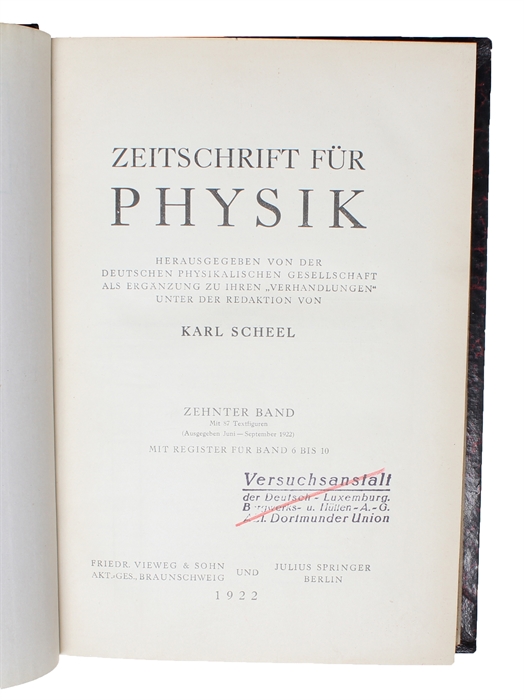 ZEITSCHRIFT FÜR
PHYSIK
HERAUSGEGEBEN VON DER
DEUTSCHEN PHYSIKALISCHEN GESELLSCHAFT
ALS ERGÄNZUNG ZU IHREN „VERHANDLUNGEN“
UNTER DER REDAKTION VON
KARL SCHEEL
ZEHNTER BAND
Mit 87 Textfiguren
(Ausgegeben Juni—September 1922)
MIT REGISTER FÜR BAND 6 BIS 10
Versuchsanstalt
der Deutsch-Luxemburg.
Bergwerks- u. Hütten-A.-G.
Abt. Dortmunder Union
FRIEDR. VIEWEG & SOHN
AKT.-GES., BRAUNSCHWEIG
UND
JULIUS SPRINGER
BERLIN
1922